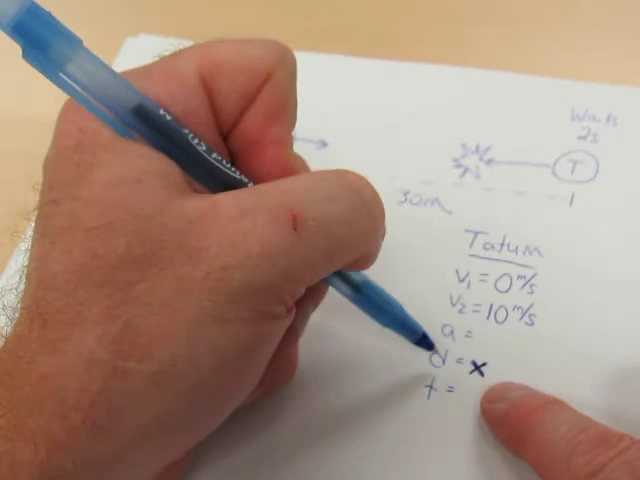 Waits
2s
T
30m
Tatum
V₁ = 0 m/s
V₂ = 10 m/s
a =
d = x
t =